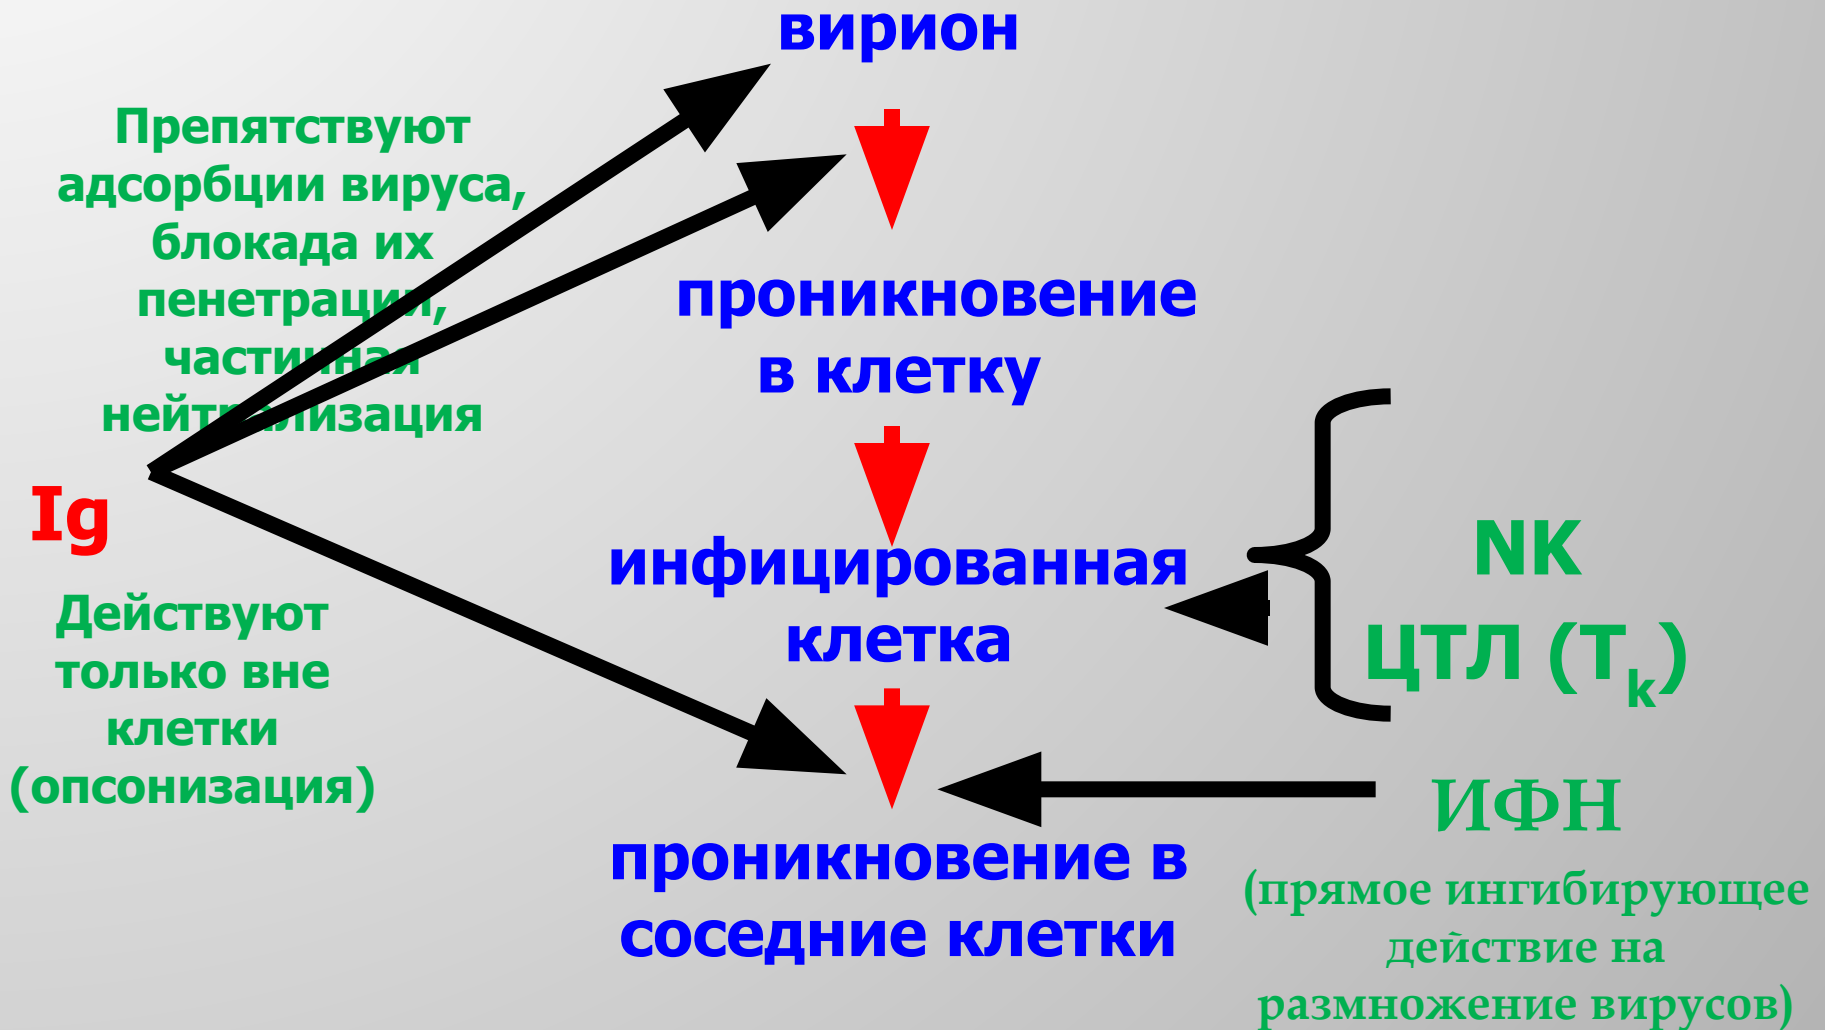 вирион
Препятствуют
адсорбции вируса,
блокада их
пенетрации,
частичная
нейтрализация
проникновение
в клетку
Ig
инфицированная
клетка
NK
ЦТЛ (Tk)
Действуют
только вне
клетки
(опсонизация)
ИФН
(прямое ингибирующее
действие на
размножение вирусов)
проникновение в
соседние клетки